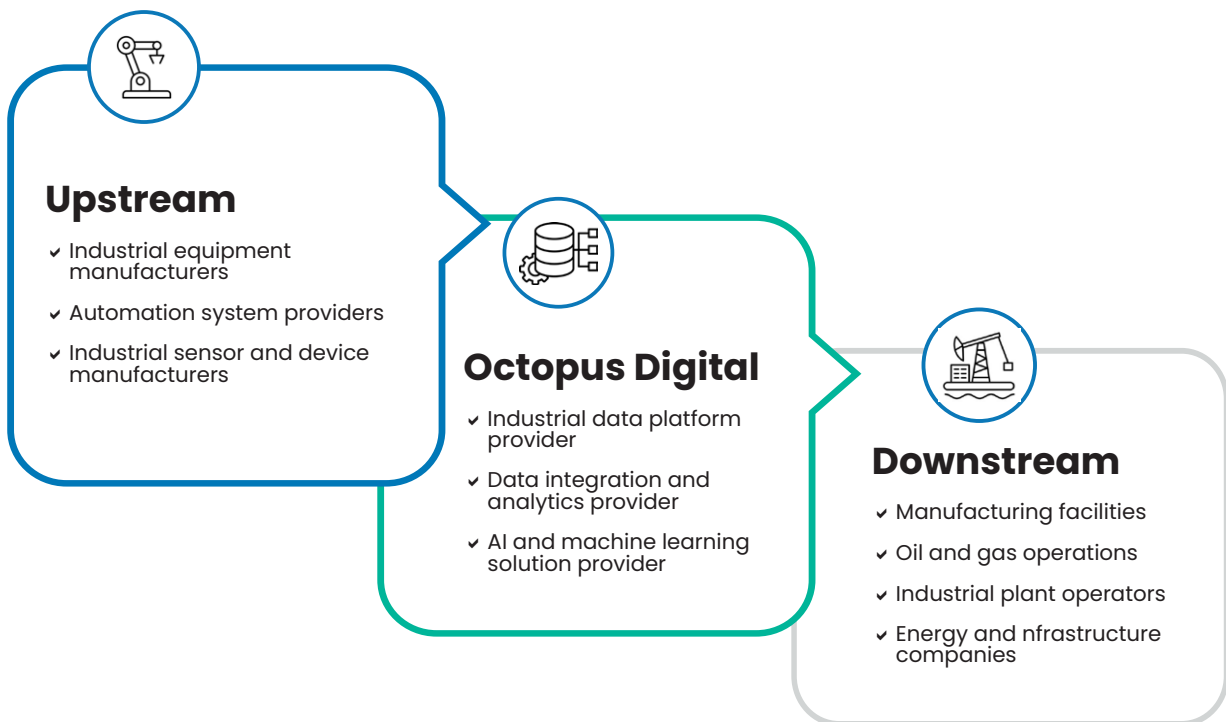 Upstream
Industrial equipment
manufacturers
Automation system providers
Industrial sensor and device
manufacturers
Octopus Digital
Industrial data platform
provider
Data integration and
analytics provider
AI and machine learning
solution provider
Downstream
Manufacturing facilities
Oil and gas operations
Industrial plant operators
Energy and nfrastructure
companies